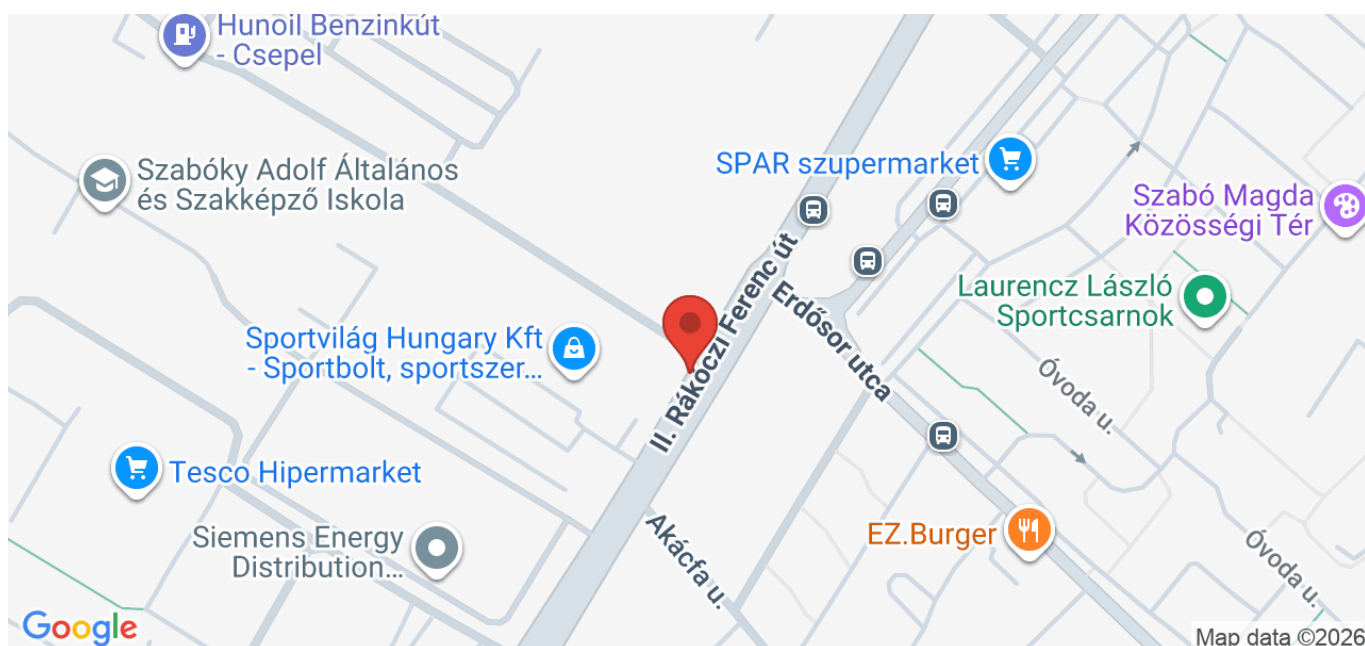 Hunoil Benzinkút
- Csepel
Szabóky Adolf Általános
és Szakképző Iskola
SPAR szupermarket
Szabó Magda
Közösségi Tér
II. Rákóczi Ferenc út
Erdősor utca
Laurencz László
Sportcsarnok
Sportvilág Hungary Kft
- Sportbolt, sportszer...
Óvoda u.
Tesco Hipermarket
Siemens Energy
Distribution...
Akácfa u.
EZ.Burger
Óvoda u.
Google
Map data ©2026